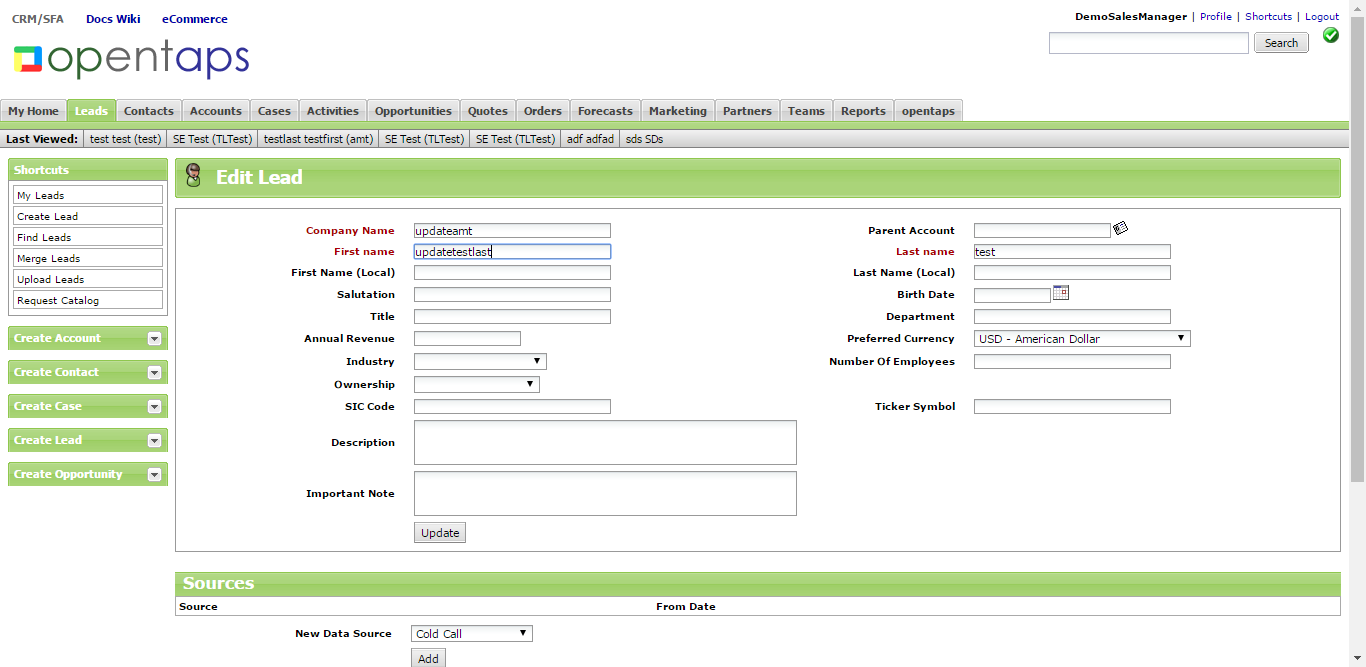 CRM/SFA Docs Wiki eCommerce
DemoSalesManager | Profile | Shortcuts | Logout
opentaps
Search
My Home Leads Contacts Accounts Cases Activities Opportunities Quotes Orders Forecasts Marketing Partners Teams Reports opentaps
Last Viewed: test test (test) SE Test (TLTest) testlast testfirst (amt) SE Test (TLTest) SE Test (TLTest) adf adfad sds SDs
Shortcuts
My Leads
Create Lead
Find Leads
Merge Leads
Upload Leads
Request Catalog
Create Account
Create Contact
Create Case
Create Lead
Create Opportunity
Edit Lead
Company Name updateamt Parent Account
First name updatetestlast Last name test
First Name (Local) Last Name (Local)
Salutation Birth Date
Title Department
Annual Revenue Preferred Currency USD - American Dollar
Industry Number Of Employees
Ownership
SIC Code Ticker Symbol
Description
Important Note
Update
Sources
Source From Date
New Data Source Cold Call
Add